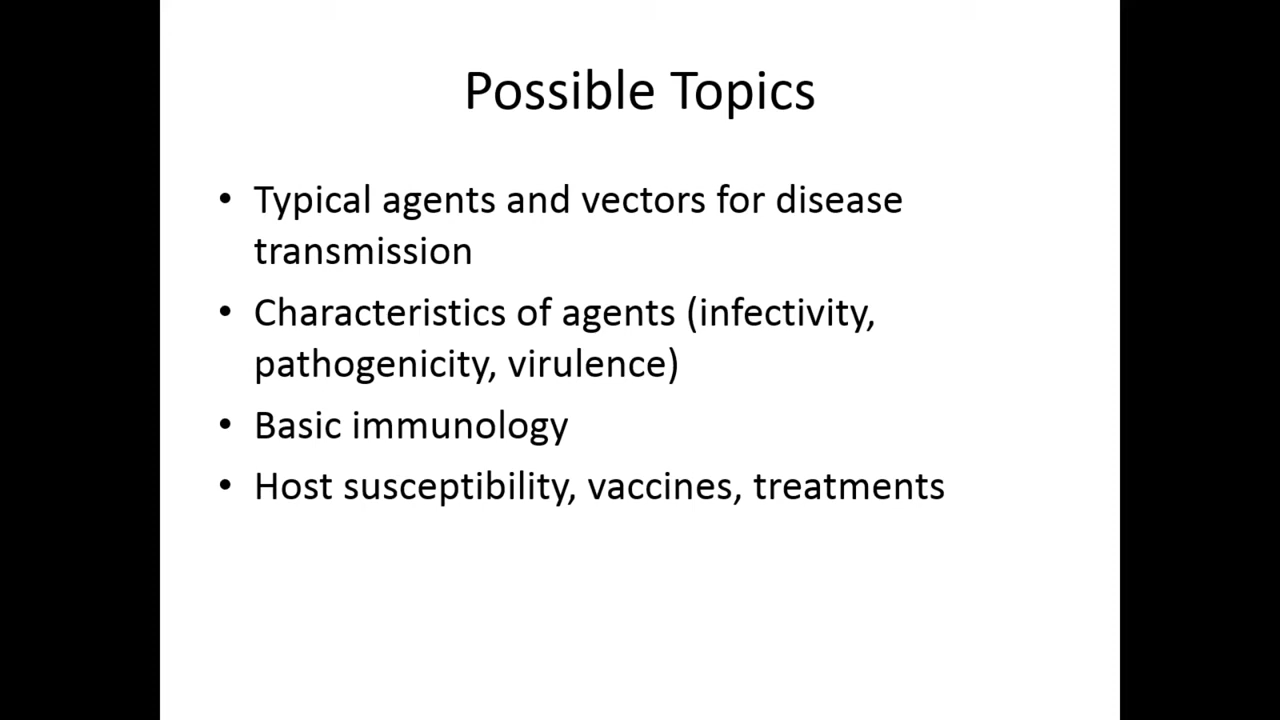 Possible Topics
• Typical agents and vectors for disease
transmission
• Characteristics of agents (infectivity,
pathogenicity, virulence)
• Basic immunology
• Host susceptibility, vaccines, treatments